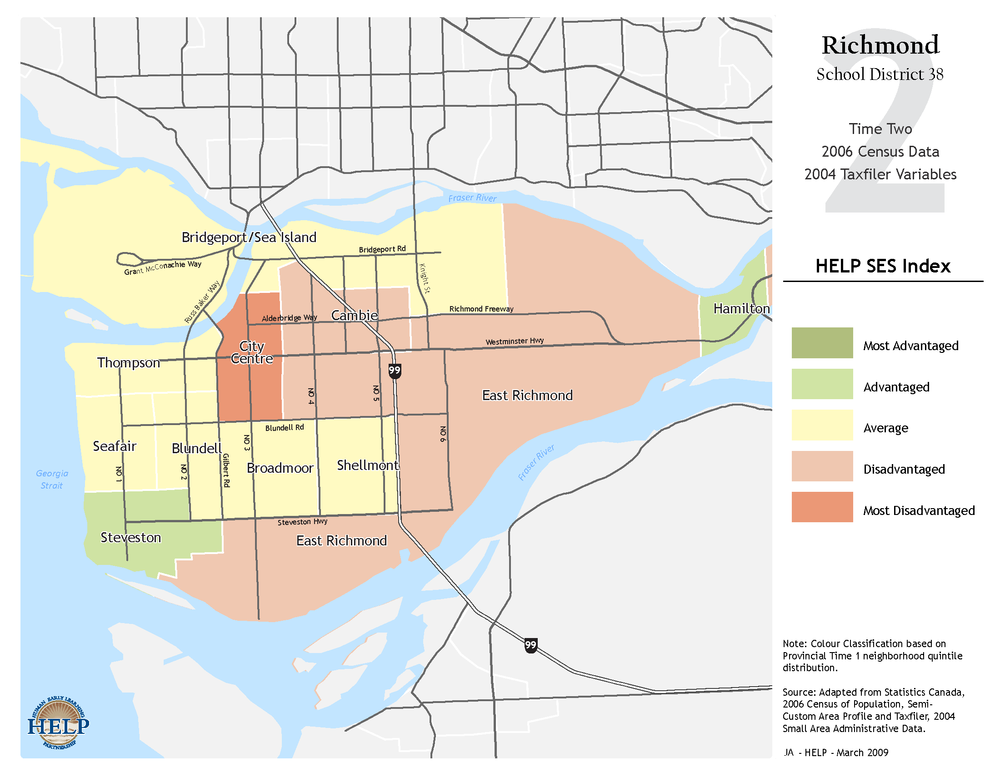 Richmond
School District 38
2
Time Two
2006 Census Data
2004 Taxfiler Variables
HELP SES Index
Most Advantaged
Advantaged
Average
Disadvantaged
Most Disadvantaged
Note: Colour Classification based on
Provincial Time 1 neighborhood quintile
distribution.
Source: Adapted from Statistics Canada,
2006 Census of Population, Semi-
Custom Area Profile and Taxfiler, 2004
Small Area Administrative Data.
JA - HELP - March 2009
Fraser River
Bridgeport/Sea Island
Bridgeport Rd
Grant McConachie Way
Knight St
Russ Baker Way
Hamilton
Richmond Freeway
Alderbridge Way
Cambie
Westminster Hwy
City
Centre
Thompson
99
NO 4
NO 5
East Richmond
Blundell Rd
NO 6
NO 3
Seafair
Blundell
Gilbert Rd
Broadmoor
Shellmont
NO 1
NO 2
Georgia
Strait
Fraser River
Steveston Hwy
Steveston
East Richmond
99
HUMAN EARLY LEARNING
HELP
PARTNERSHIP